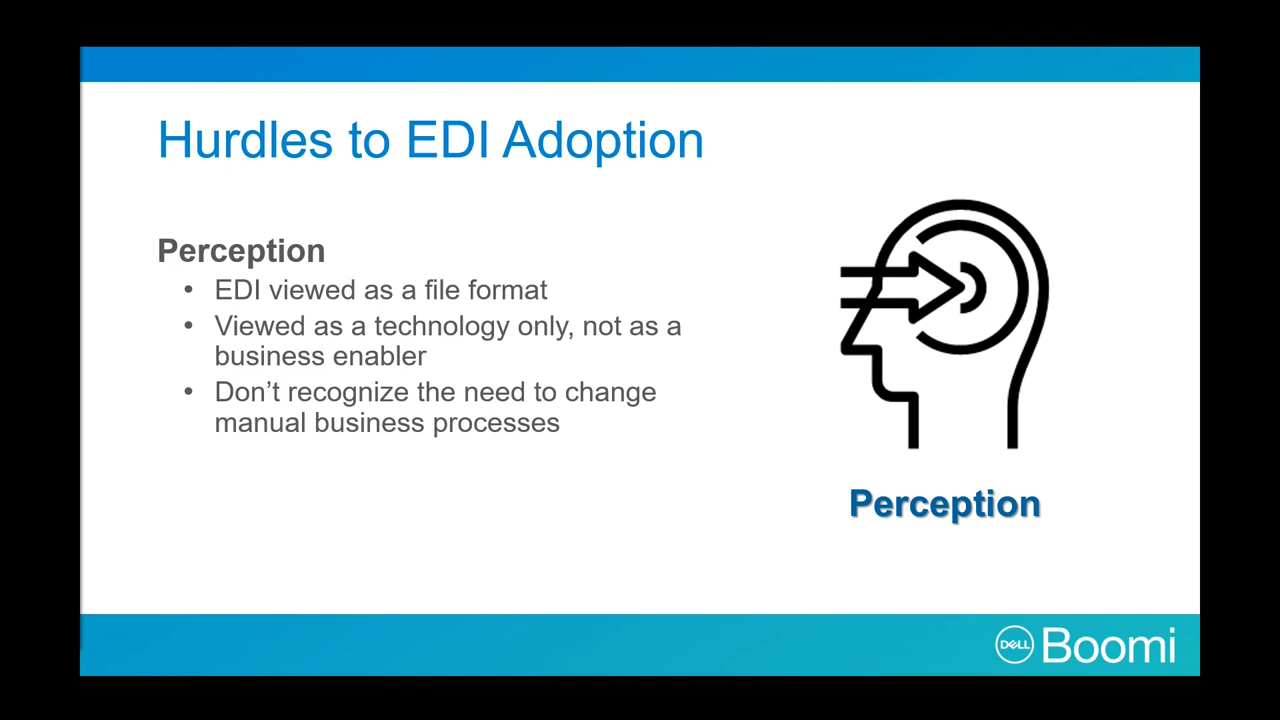 Hurdles to EDI Adoption
Perception
• EDI viewed as a file format
• Viewed as a technology only, not as a
business enabler
• Don’t recognize the need to change
manual business processes
Perception
DELL Boomi